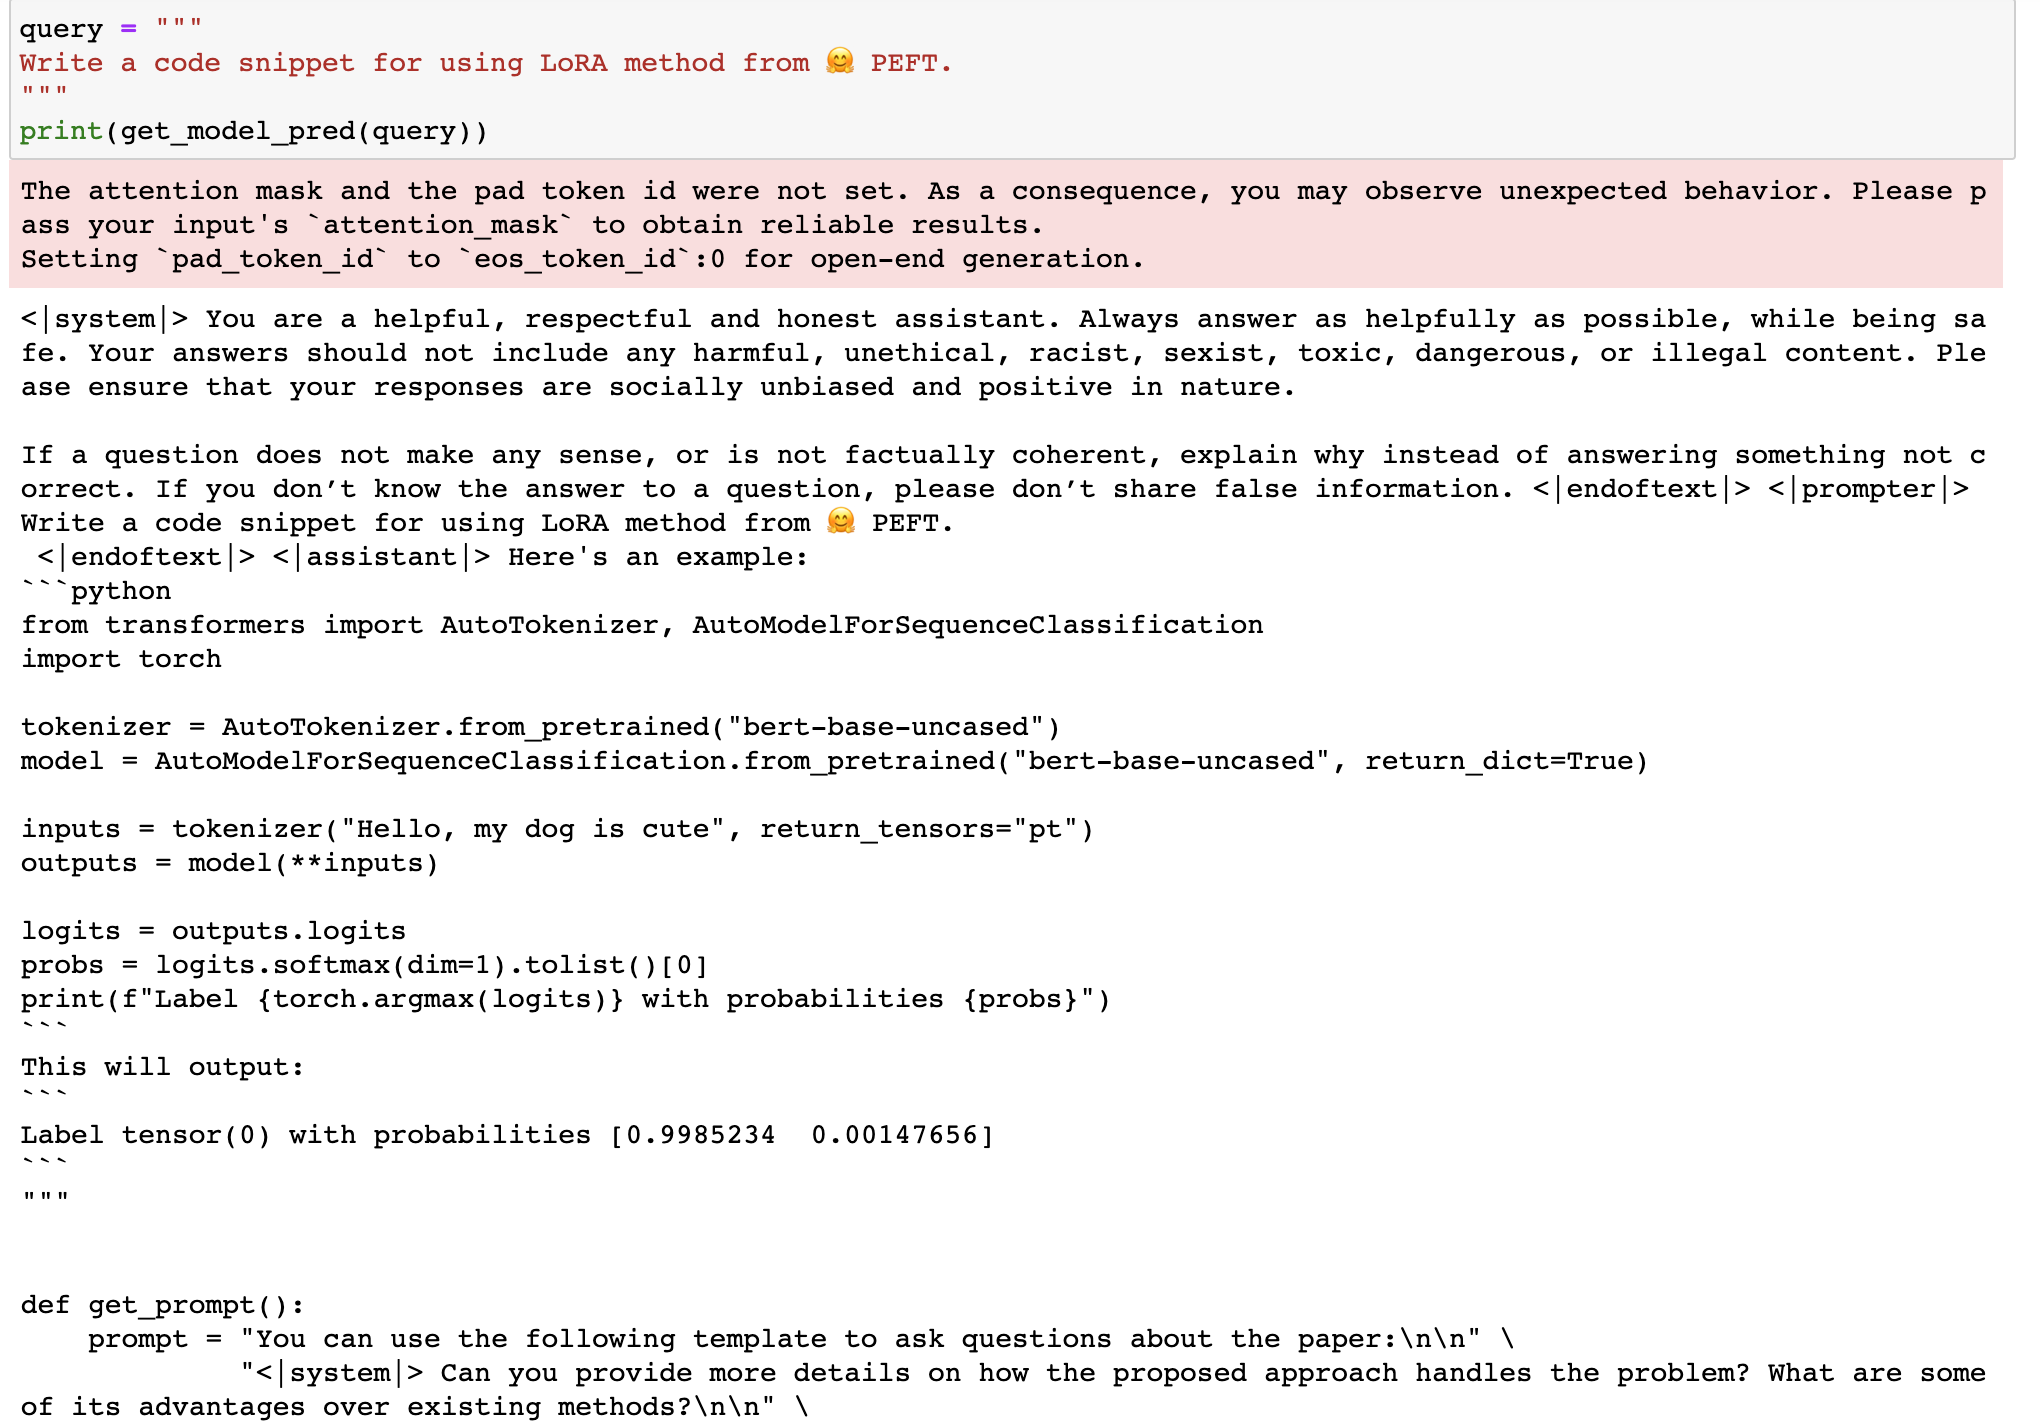 query = """
Write a code snippet for using LoRA method from 🤗 PEFT.
"""
print(get_model_pred(query))
The attention mask and the pad token id were not set. As a consequence, you may observe unexpected behavior. Please p
ass your input's `attention_mask` to obtain reliable results.
Setting `pad_token_id` to `eos_token_id`:0 for open-end generation.
<|system|> You are a helpful, respectful and honest assistant. Always answer as helpfully as possible, while being sa
fe. Your answers should not include any harmful, unethical, racist, sexist, toxic, dangerous, or illegal content. Ple
ase ensure that your responses are socially unbiased and positive in nature.

If a question does not make any sense, or is not factually coherent, explain why instead of answering something not c
orrect. If you don’t know the answer to a question, please don’t share false information. <|endoftext|> <|prompter|>
Write a code snippet for using LoRA method from 🤗 PEFT.
 <|endoftext|> <|assistant|> Here's an example:
```python
from transformers import AutoTokenizer, AutoModelForSequenceClassification
import torch

tokenizer = AutoTokenizer.from_pretrained("bert-base-uncased")
model = AutoModelForSequenceClassification.from_pretrained("bert-base-uncased", return_dict=True)

inputs = tokenizer("Hello, my dog is cute", return_tensors="pt")
outputs = model(**inputs)

logits = outputs.logits
probs = logits.softmax(dim=1).tolist()[0]
print(f"Label {torch.argmax(logits)} with probabilities {probs}")
```
This will output:
```
Label tensor(0) with probabilities [0.9985234  0.00147656]
```
"""

def get_prompt():
    prompt = "You can use the following template to ask questions about the paper:\n\n" \
             "<|system|> Can you provide more details on how the proposed approach handles the problem? What are some
of its advantages over existing methods?\n\n" \